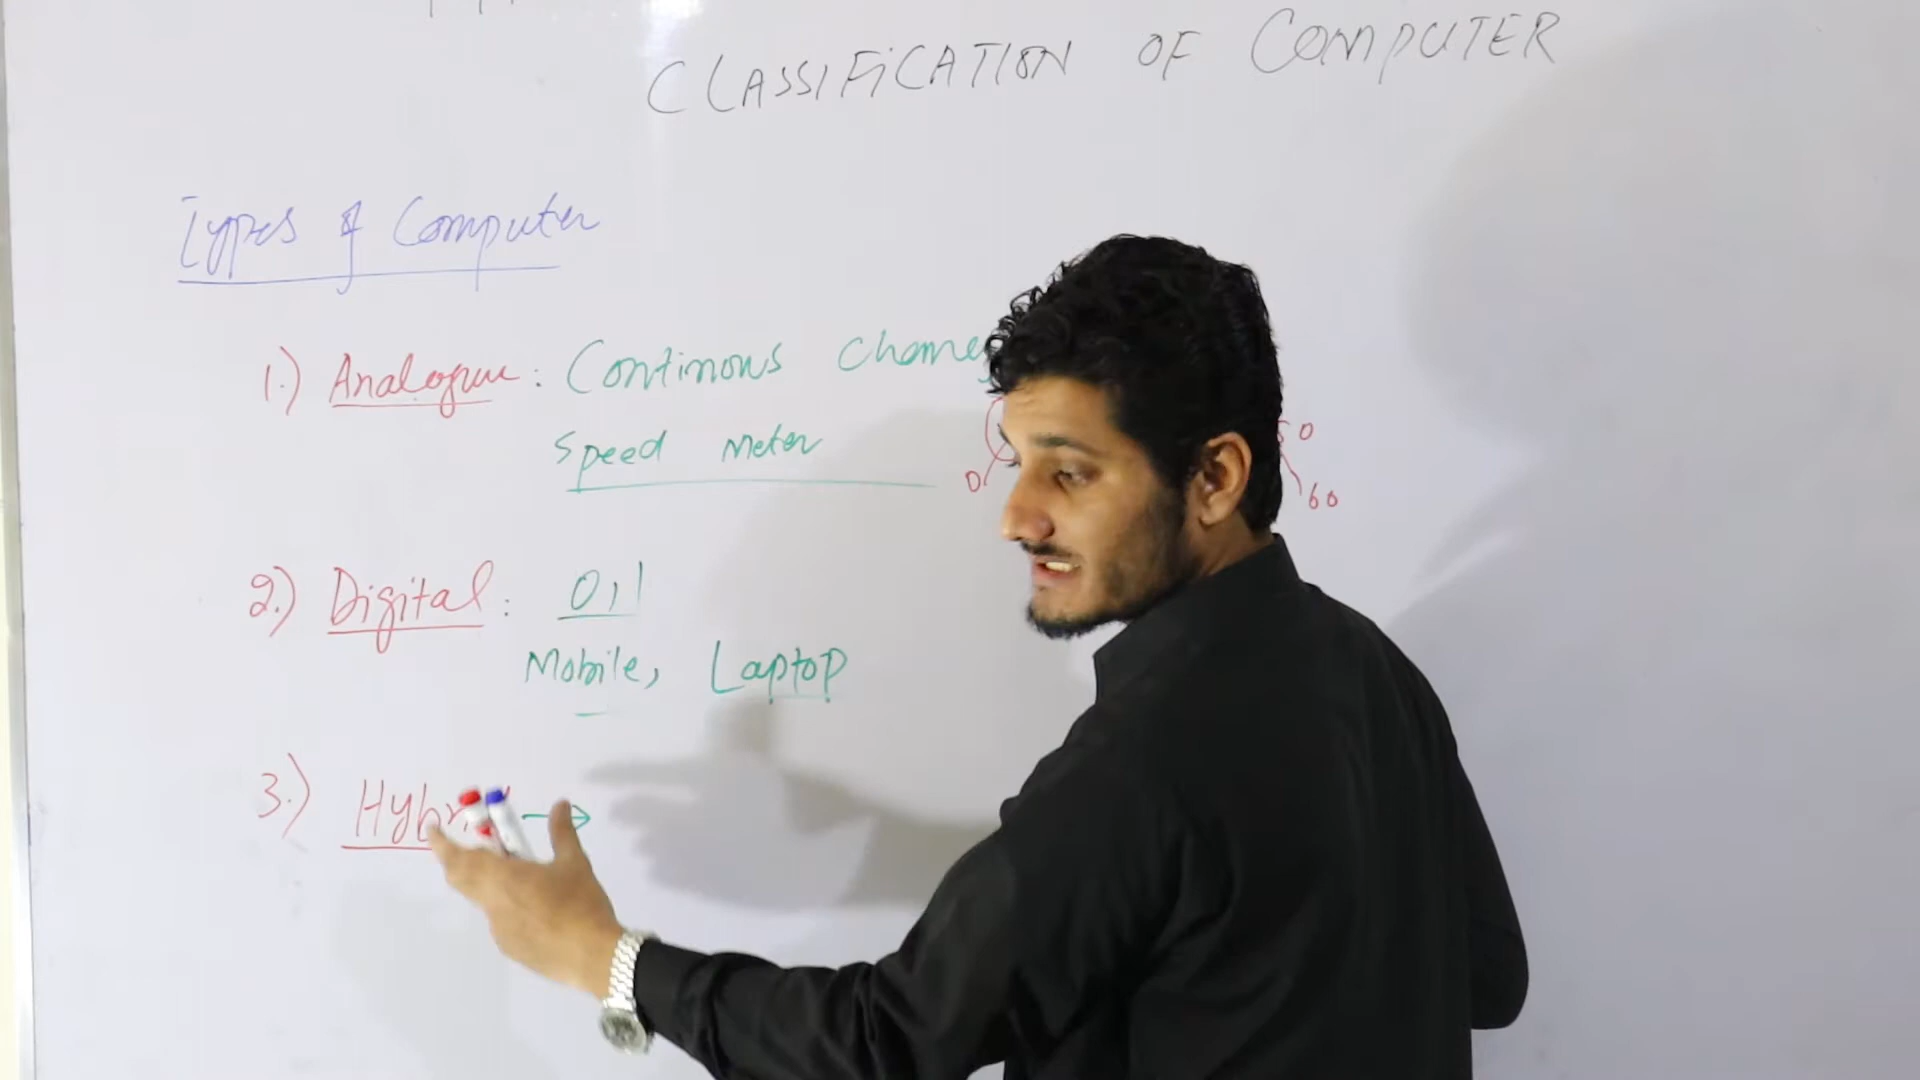 CLASSIFICATION OF COMPUTER
Types of Computer
1.) Analogue : Continous
Speed Meter
0
60
2.) Digital : 0,1
Mobile, Laptop
3.) →